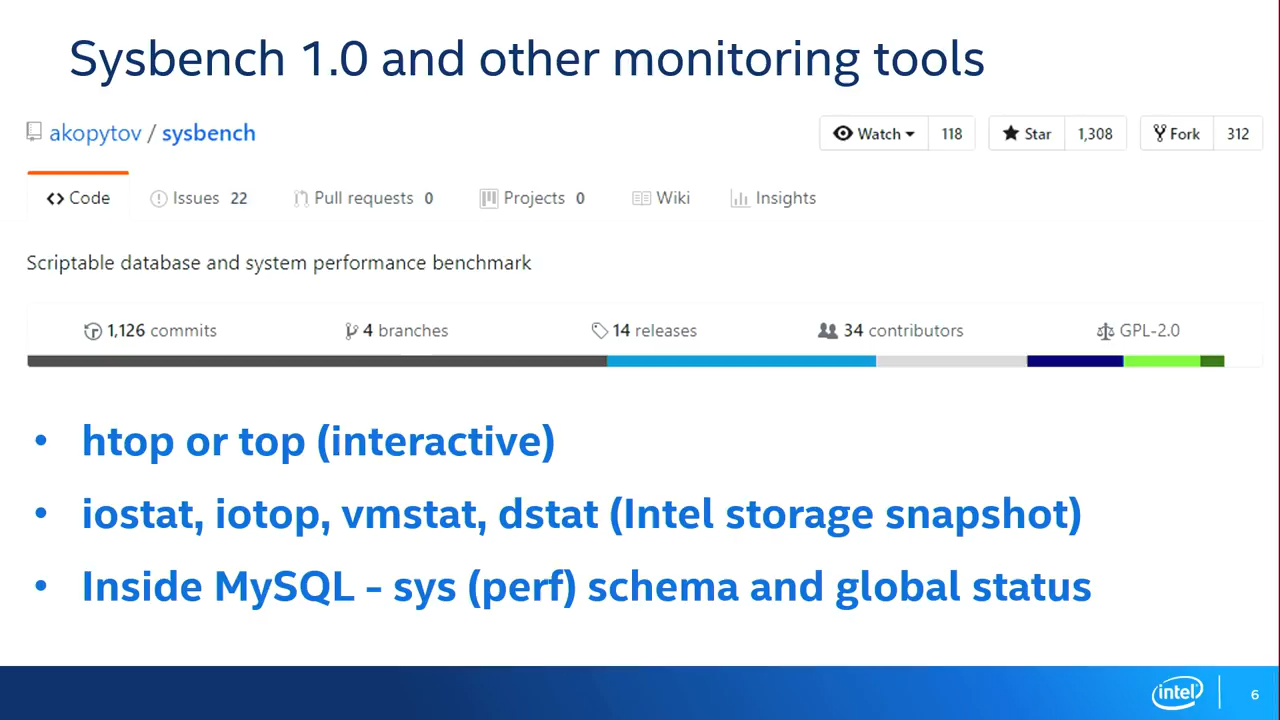 Sysbench 1.0 and other monitoring tools
akopytov / sysbench
Watch 118 Star 1,308 Fork 312
Code Issues 22 Pull requests 0 Projects 0 Wiki Insights
Scriptable database and system performance benchmark
1,126 commits 4 branches 14 releases 34 contributors GPL-2.0
• htop or top (interactive)
• iostat, iotop, vmstat, dstat (Intel storage snapshot)
• Inside MySQL - sys (perf) schema and global status
intel 6